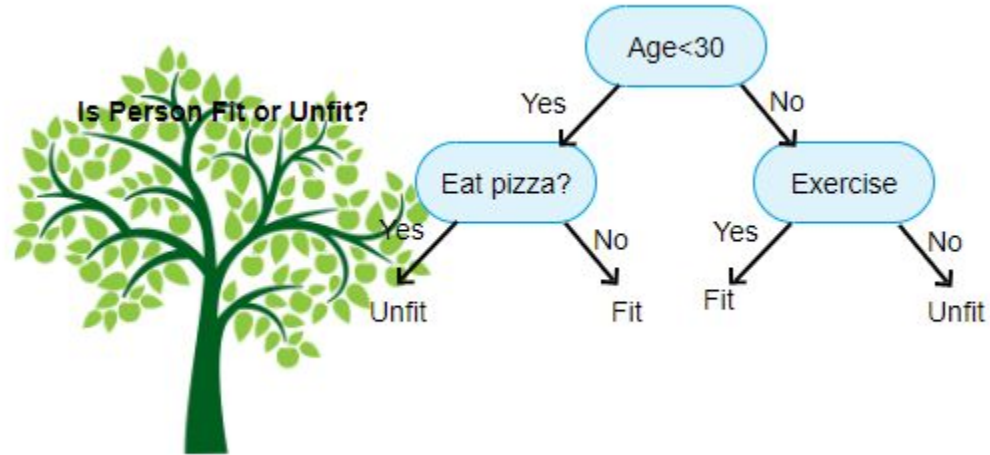 Age<30
Is Person Fit or Unfit?
Yes
No
Eat pizza?
Exercise
Yes
No
Yes
No
Unfit
Fit
Fit
Unfit